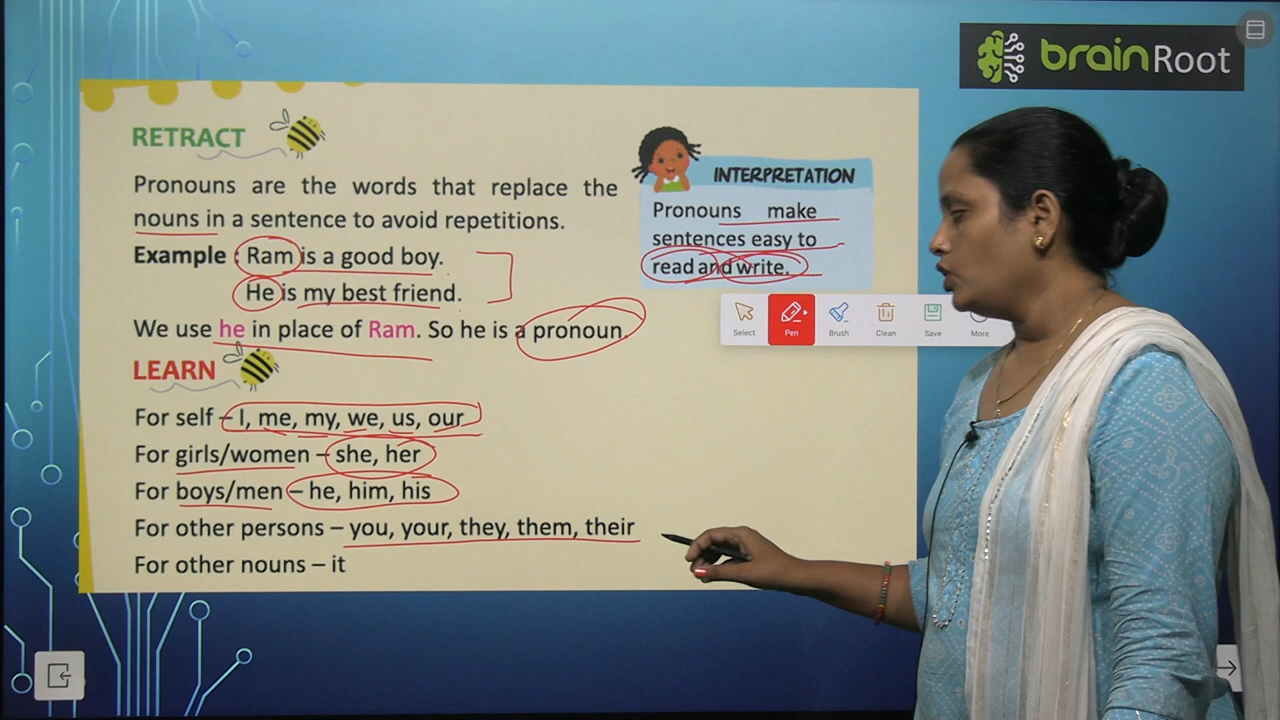 brainRoot
RETRACT
Pronouns are the words that replace the
nouns in a sentence to avoid repetitions.
Example : Ram is a good boy.
He is my best friend.
We use he in place of Ram. So he is a pronoun.
INTERPRETATION
Pronouns make
sentences easy to
read and write.
Select Pen Brush Clean Save More
LEARN
For self – I, me, my, we, us, our
For girls/women – she, her
For boys/men – he, him, his
For other persons – you, your, they, them, their
For other nouns – it